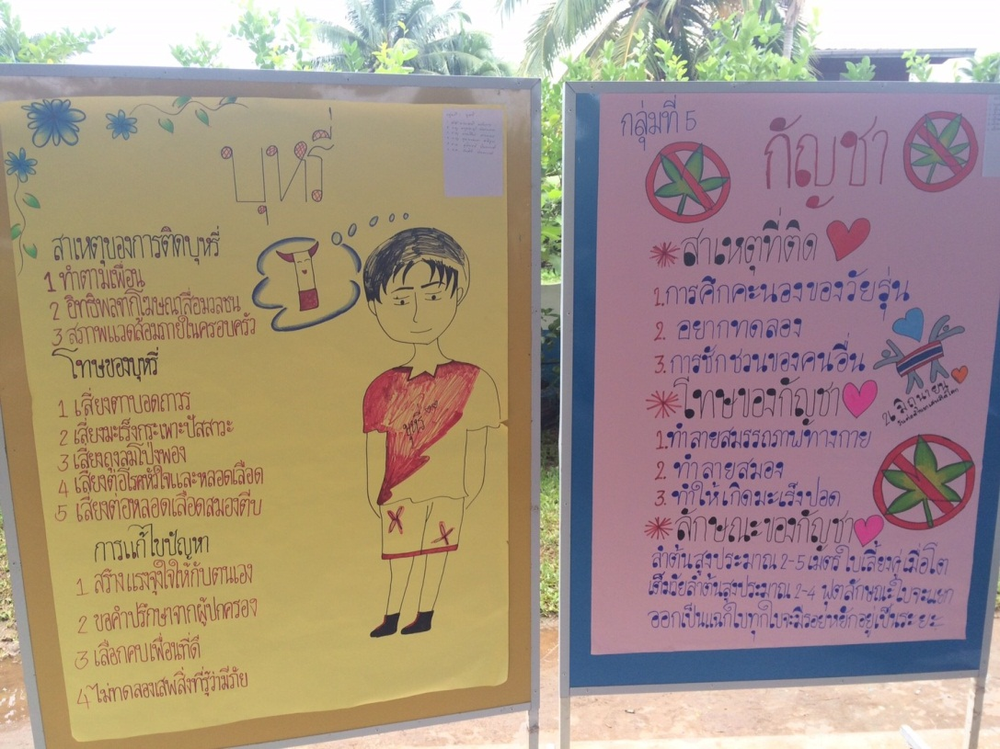 บุหรี่
สาเหตุของการติดบุหรี่
1 ทำตามเพื่อน
2 อิทธิพลทาโฆษณาสื่อมวลชน
3 สภาพแวดล้อมภายในครอบครัว
โทษของบุหรี่
1 เสี่ยงตาบอดถาวร
2 เสี่ยงมะเร็งกระเพาะปัสสาวะ
3 เสี่ยงถุงลมโป่งพอง
4 เสี่ยงต่อโรคหัวใจและหลอดเลือด
5 เสี่ยงต่อหลอดเลือดสมองตีบ
การแก้ไขปัญหา
1 สร้างแรงจูงใจให้กับตนเอง
2 ขอคำปรึกษาจากผู้ปกครอง
3 เลือกคบเพื่อนที่ดี
4 ไม่ทดลองเสพสิ่งที่รู้ว่ามีภัย
บุหรี่
กลุ่มที่ 5
กัญชา
สาเหตุที่ติด
1. การศึกคะนองของวัยรุ่น
2. อยากทดลอง
3. การชักชวนของคนอื่น
โทษของกัญชา
1. ทำลายสมรรถภาพทางกาย
2. ทำลายสมอง
3. ทำให้เกิดมะเร็งปอด
26 มิถุนายน
ลักษณะของกัญชา
ลำต้นสูงประมาณ 2-5 เมตร ใบเลี้ยงคู่ เมื่อโต
เต็มวัยลำต้นสูงประมาณ 2-4 ฟุต ลักษณะใบจะแยก
ออกเป็นแฉกใบทุกใบจะมีรอยหยักอยู่เป็นระยะ